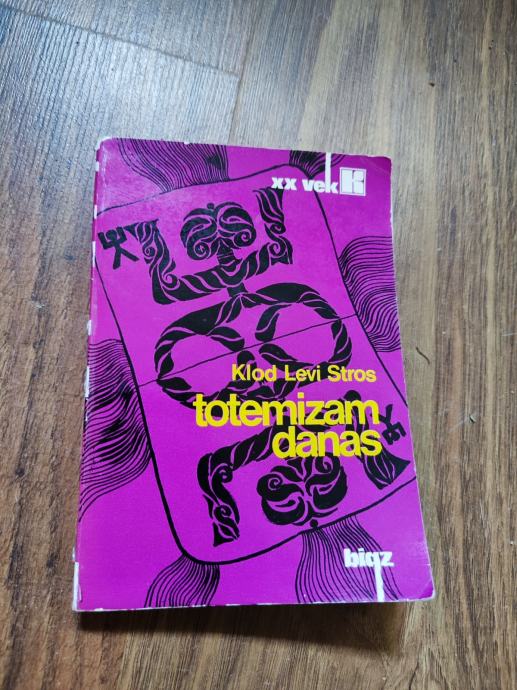 xx vek K
Klod Levi Stros
totemizam
danas
bigz